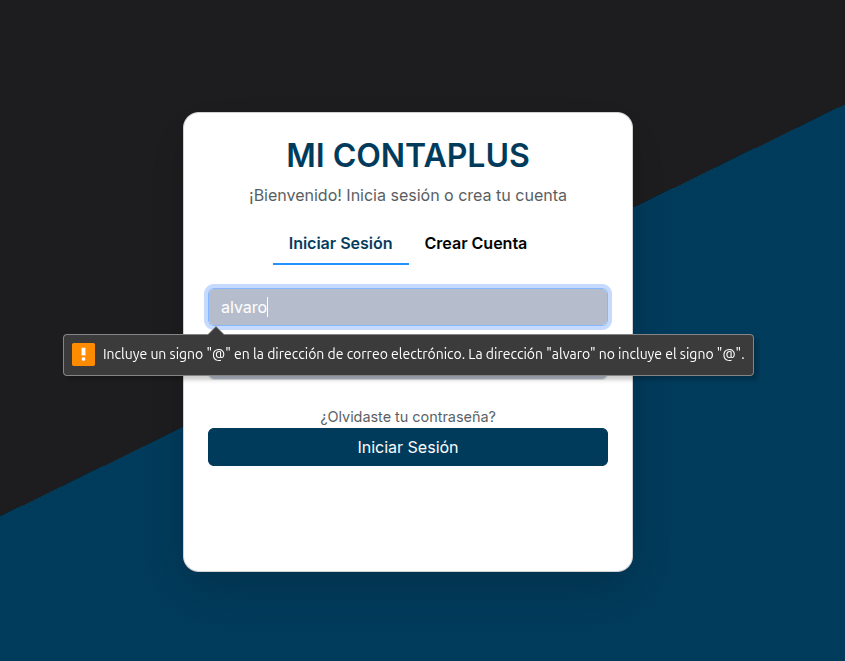 MI CONTAPLUS
¡Bienvenido! Inicia sesión o crea tu cuenta
Iniciar Sesión Crear Cuenta
alvaro
Incluye un signo "@" en la dirección de correo electrónico. La dirección "alvaro" no incluye el signo "@".
¿Olvidaste tu contraseña?
Iniciar Sesión